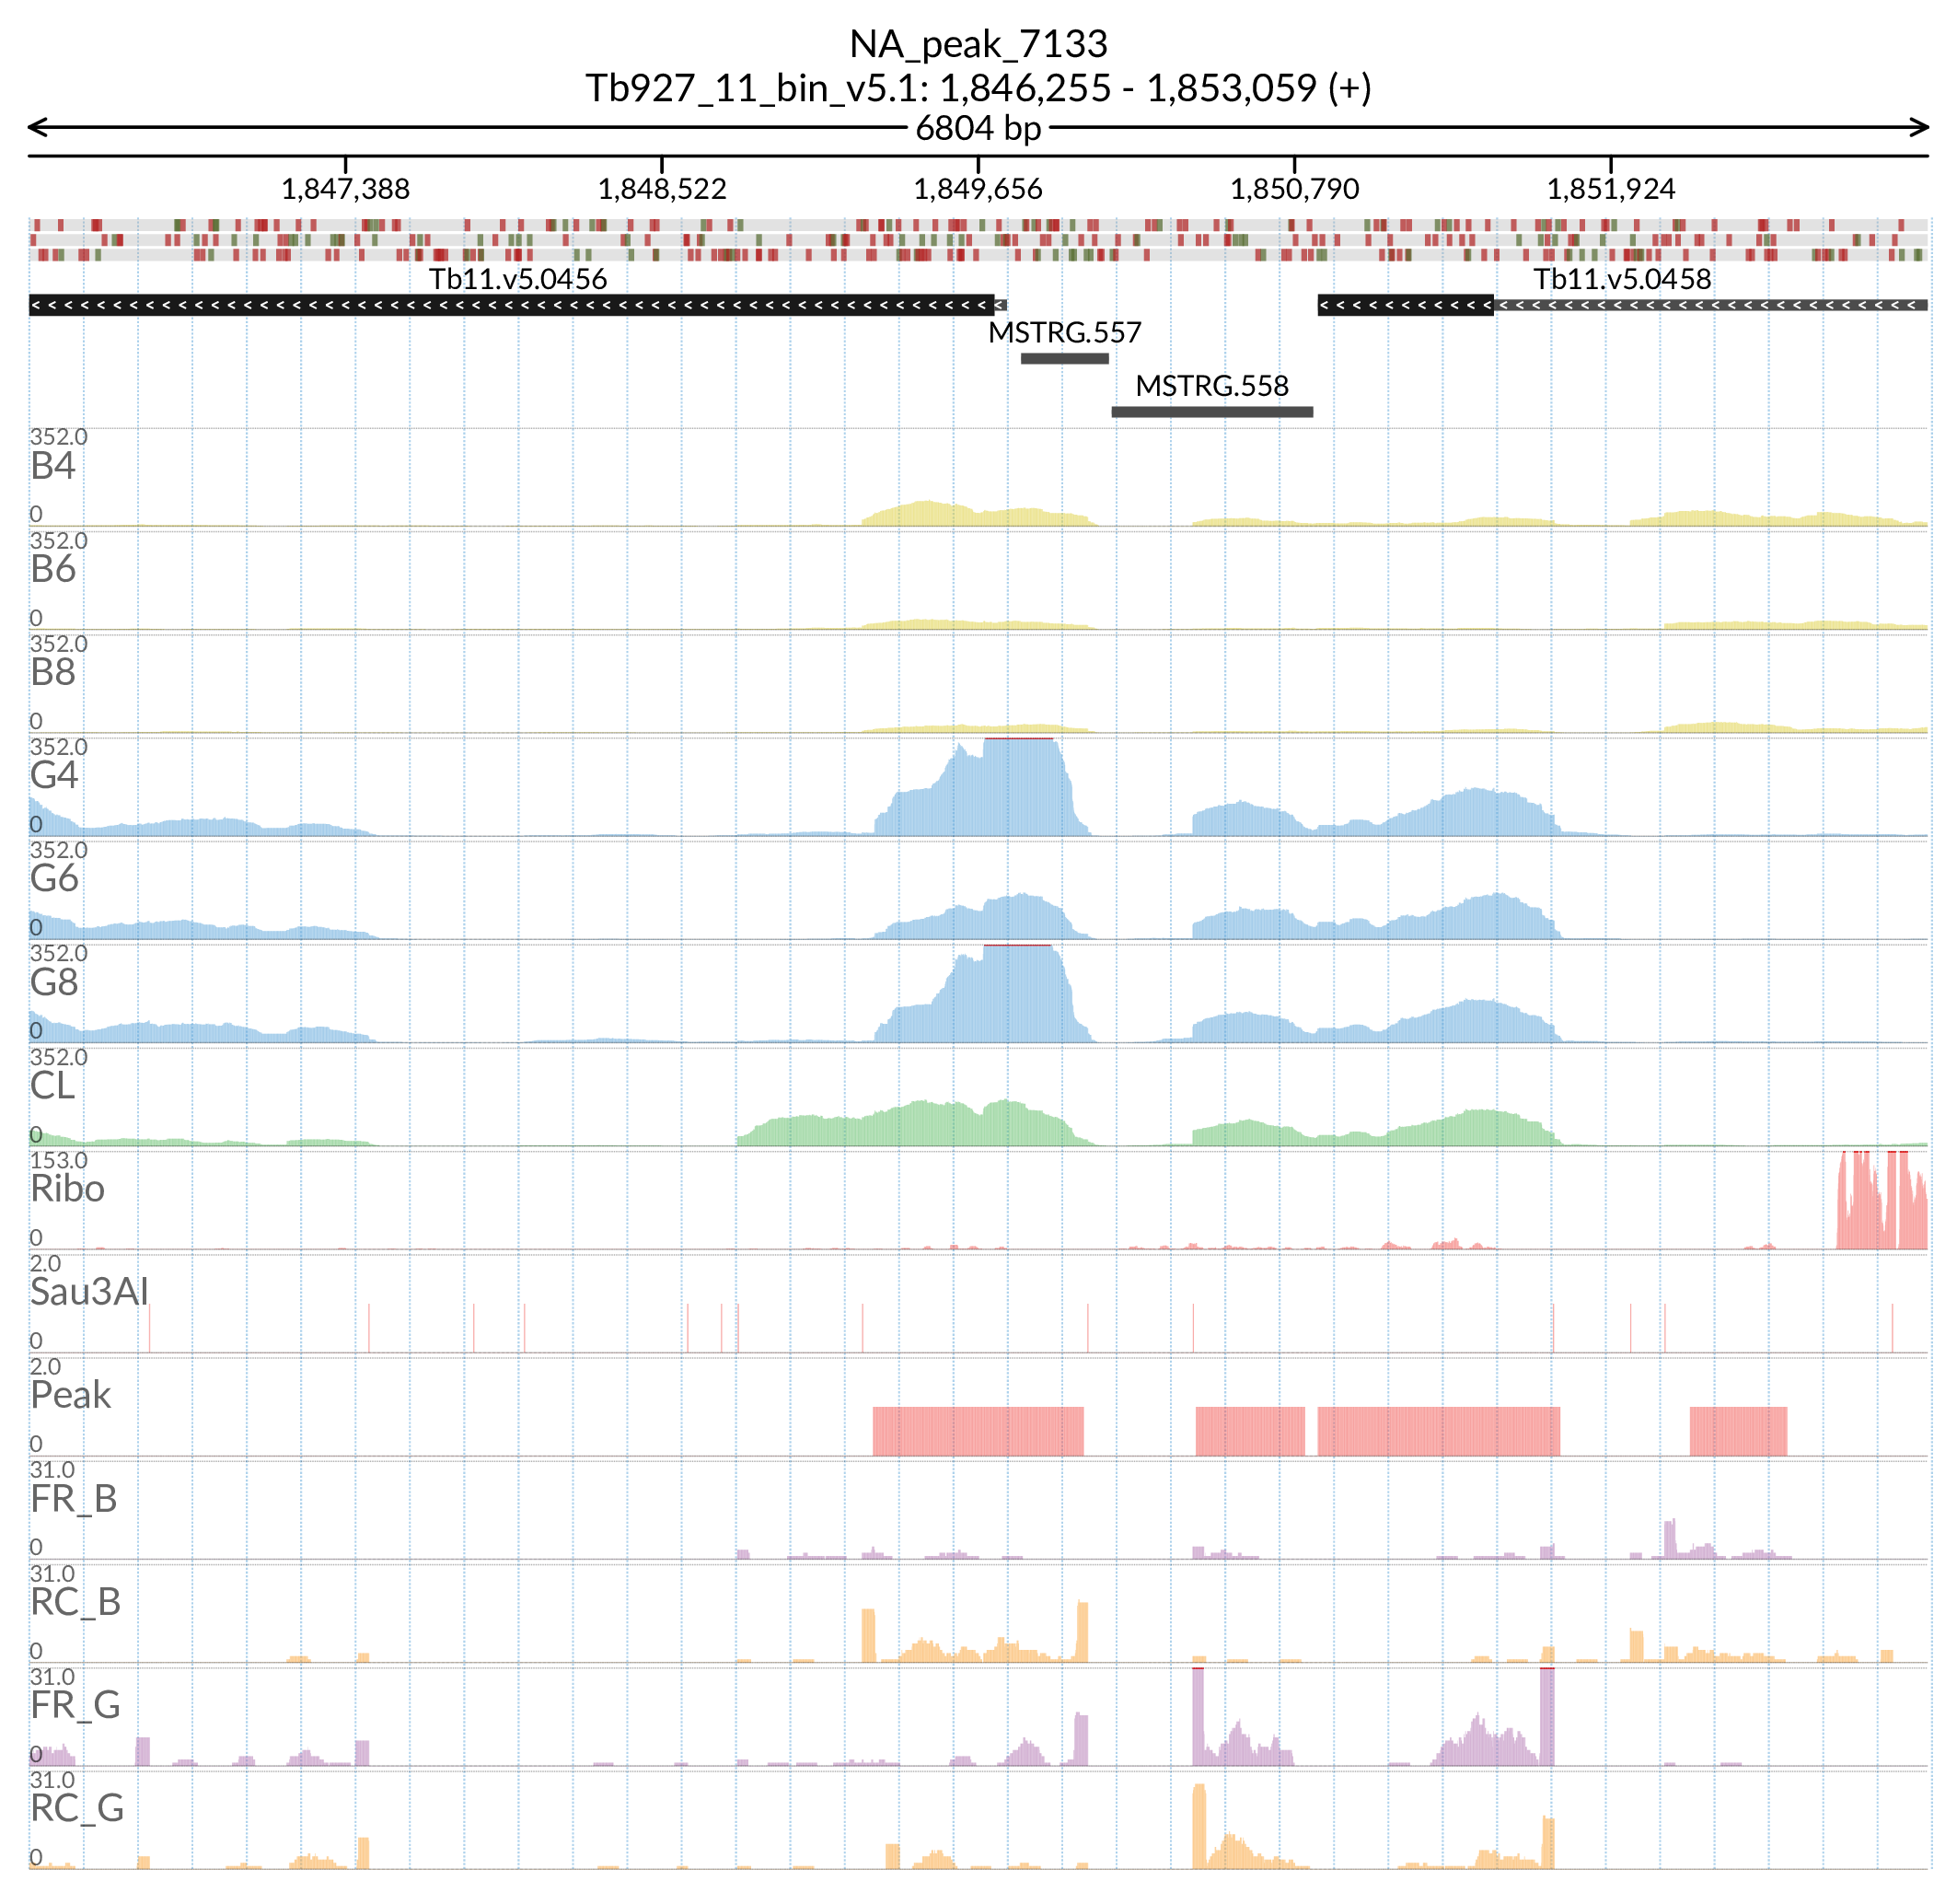 NA_peak_7133
Tb927_11_bin_v5.1: 1,846,255 - 1,853,059 (+)
6804 bp
1,847,388 1,848,522 1,849,656 1,850,790 1,851,924
Tb11.v5.0456 Tb11.v5.0458
MSTRG.557
MSTRG.558
352.0
B4
0
352.0
B6
0
352.0
B8
0
352.0
G4
0
352.0
G6
0
352.0
G8
0
352.0
CL
0
153.0
Ribo
0
2.0
Sau3AI
0
2.0
Peak
0
31.0
FR_B
0
31.0
RC_B
0
31.0
FR_G
0
31.0
RC_G
0